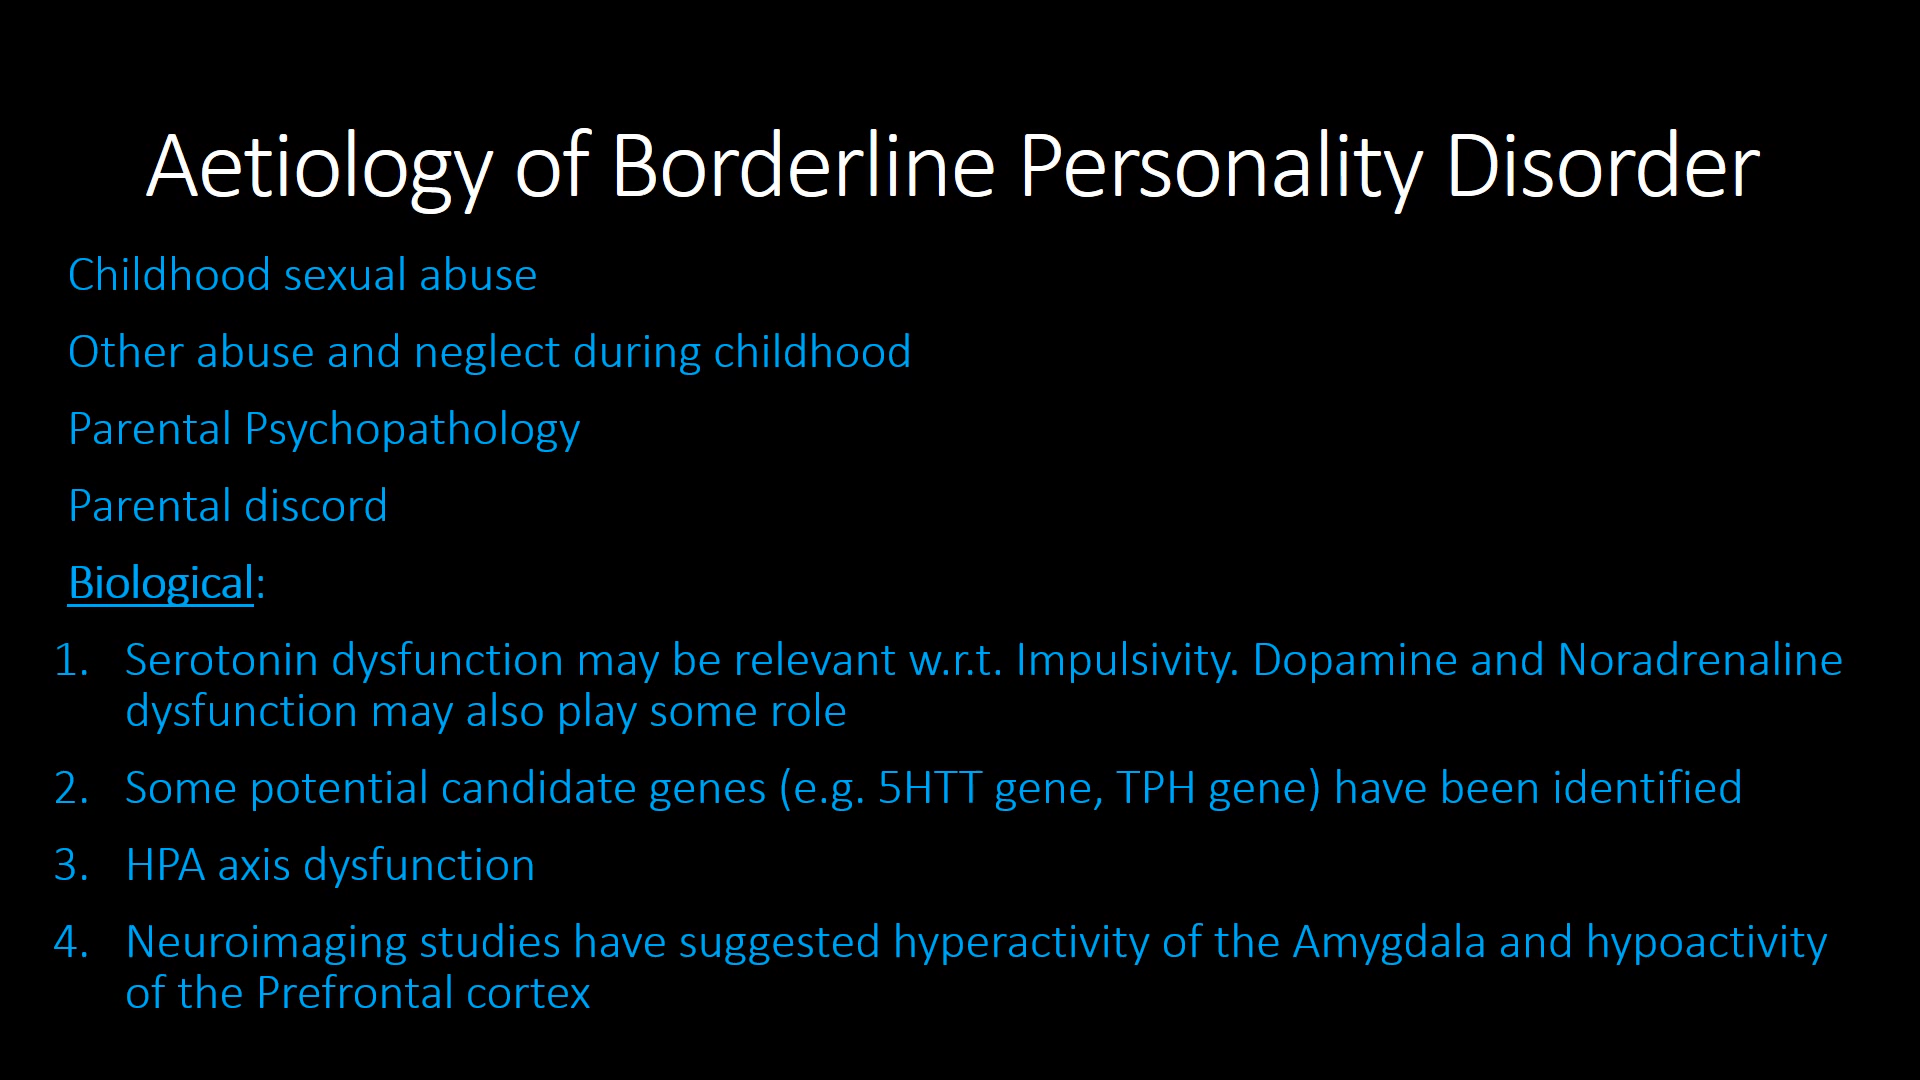 Aetiology of Borderline Personality Disorder
Childhood sexual abuse
Other abuse and neglect during childhood
Parental Psychopathology
Parental discord
Biological:
1. Serotonin dysfunction may be relevant w.r.t. Impulsivity. Dopamine and Noradrenaline
dysfunction may also play some role
2. Some potential candidate genes (e.g. 5HTT gene, TPH gene) have been identified
3. HPA axis dysfunction
4. Neuroimaging studies have suggested hyperactivity of the Amygdala and hypoactivity
of the Prefrontal cortex